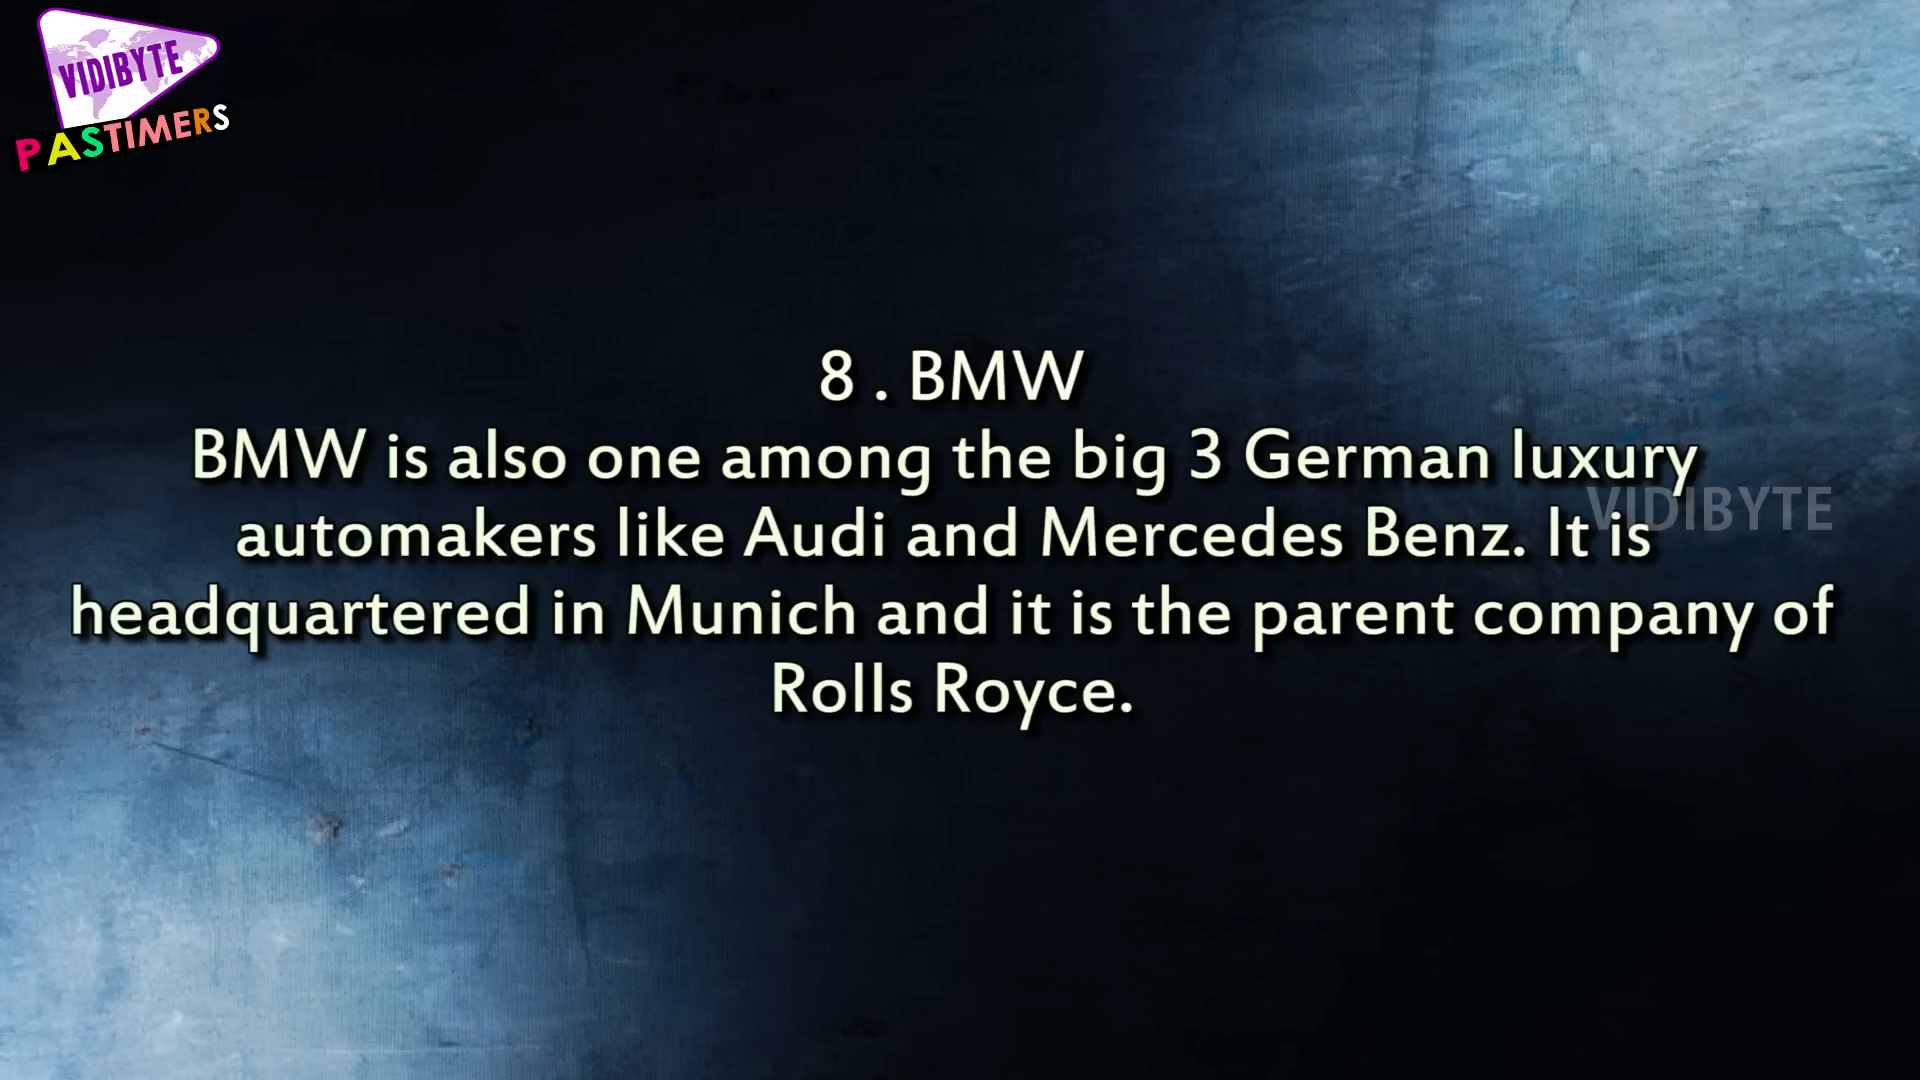 VIDIBYTE
PASTIMERS
8 . BMW
BMW is also one among the big 3 German luxury
automakers like Audi and Mercedes Benz. It is
headquartered in Munich and it is the parent company of
Rolls Royce.
VIDIBYTE